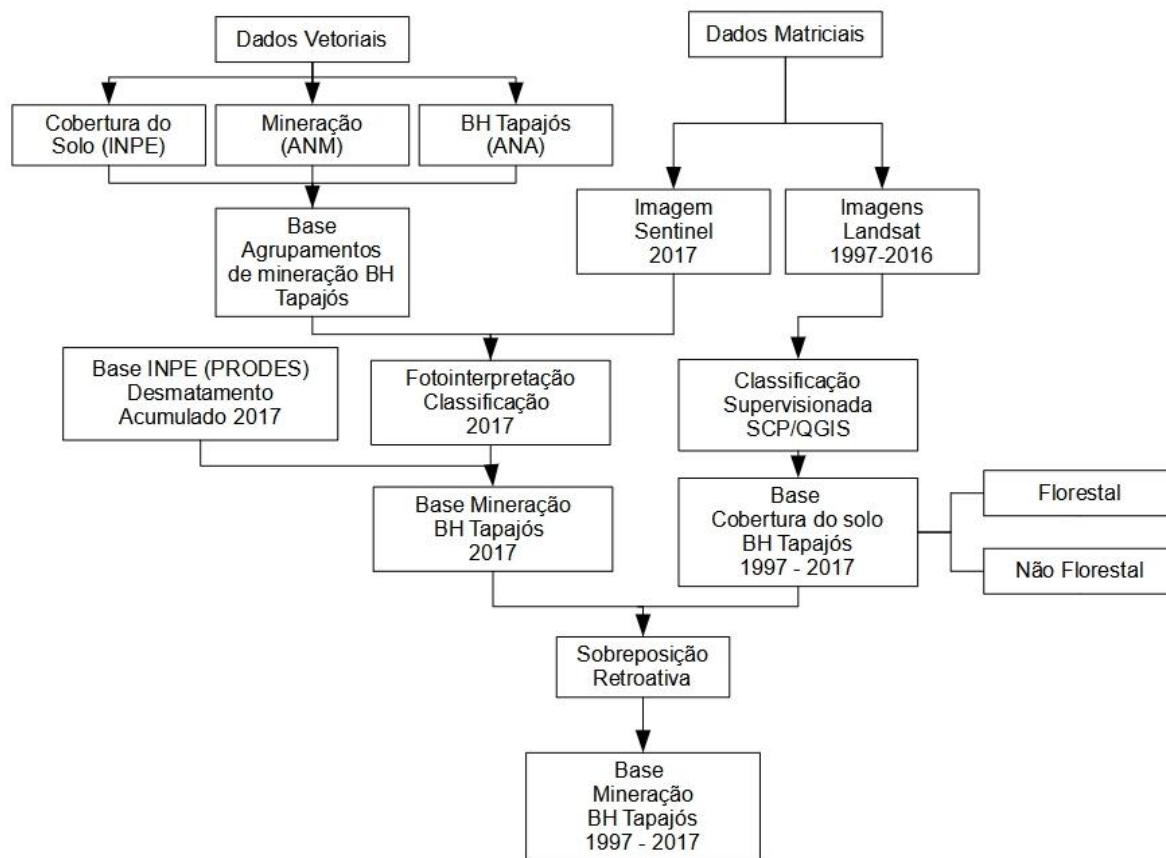 Dados Vetoriais
Dados Matriciais
Cobertura do
Solo (INPE)
Mineração
(ANM)
BH Tapajós
(ANA)
Base
Agrupamentos
de mineração BH
Tapajós
Imagem
Sentinel
2017
Imagens
Landsat
1997-2016
Base INPE (PRODES)
Desmatamento
Acumulado 2017
Fotointerpretação
Classificação
2017
Classificação
Supervisionada
SCP/QGIS
Base Mineração
BH Tapajós
2017
Base
Cobertura do solo
BH Tapajós
1997 - 2017
Florestal
Não Florestal
Sobreposição
Retroativa
Base
Mineração
BH Tapajós
1997 - 2017